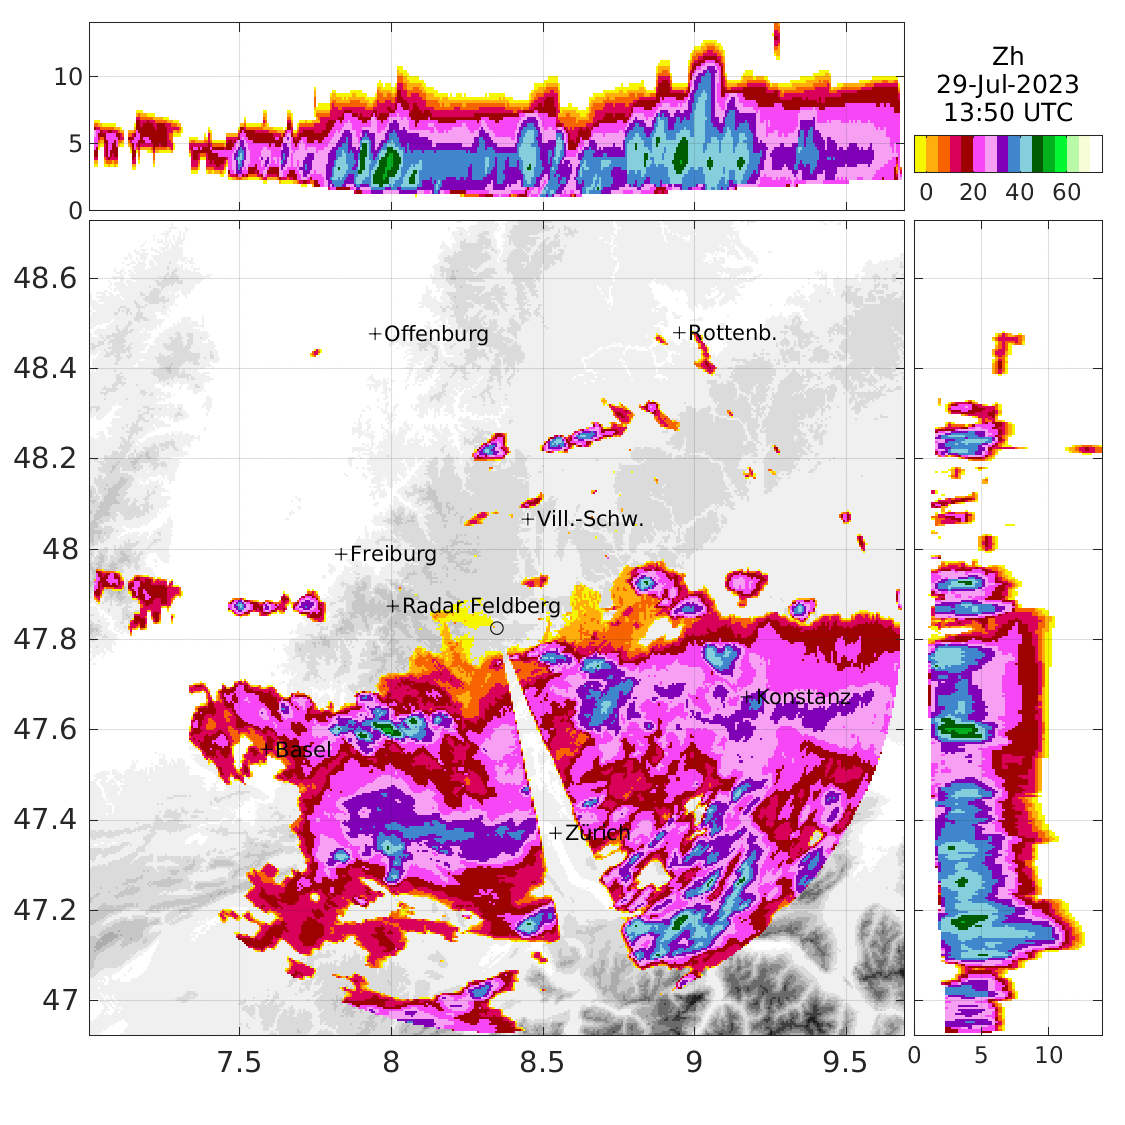 10
5
0
Zh
29-Jul-2023
13:50 UTC
0 20 40 60
48.6
48.4
48.2
48
47.8
47.6
47.4
47.2
47
+Offenburg
+Rottenb.
+Vill.-Schw.
+Freiburg
+Radar Feldberg
+Konstanz
+Basel
+Zürich
7.5 8 8.5 9 9.5
0 5 10